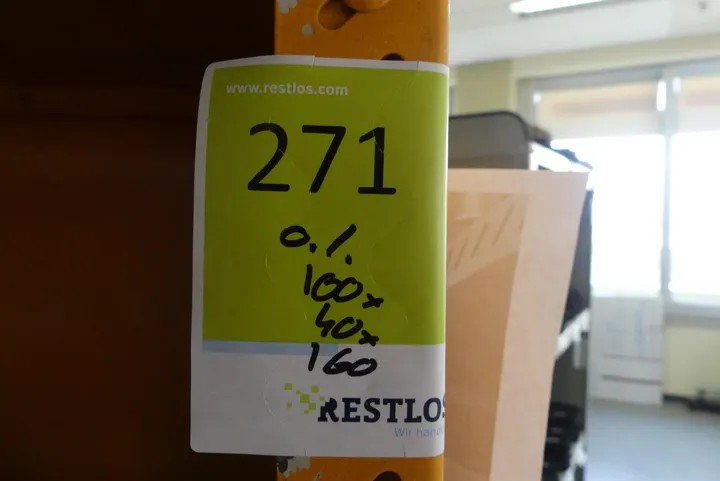 www.restlos.com
271
o.%.
100x
40x
160
RESTLOS
Wir hand